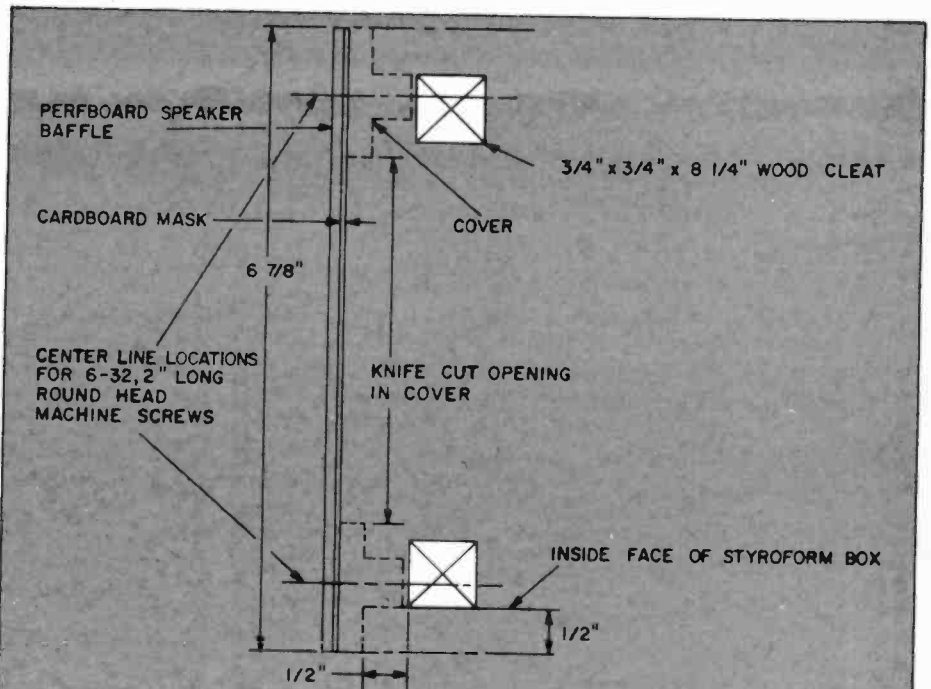 PERFBOARD SPEAKER
BAFFLE
3/4" x 3/4" x 8 1/4" WOOD CLEAT
CARDBOARD MASK
COVER
6 7/8"
CENTER LINE LOCATIONS
FOR 6-32, 2" LONG
ROUND HEAD
MACHINE SCREWS
KNIFE CUT OPENING
IN COVER
INSIDE FACE OF STYROFORM BOX
1/2"
1/2"